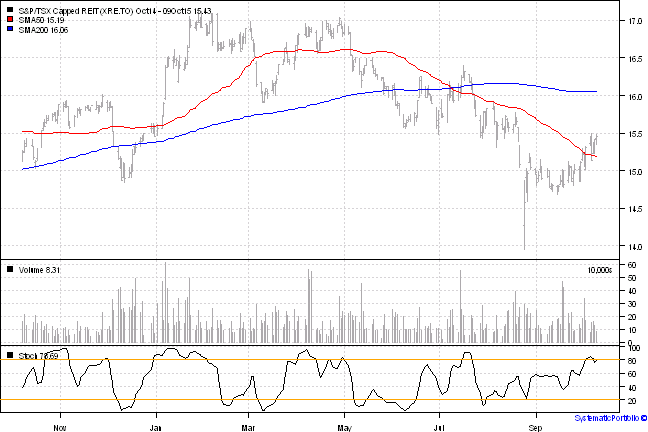 S&P/TSX Capped REIT(XRE.TO) Oct14 - 09Oct15 15.43
SMA50 15.19
SMA200 16.06
17.0
16.5
16.0
15.5
15.0
14.5
14.0
Volume 8.31
10,000s
60
50
40
30
20
10
0
Stoch 78.69
100
80
60
40
20
Nov
Jan
Mar
May
Jul
Sep
SystematicPortfolio ©